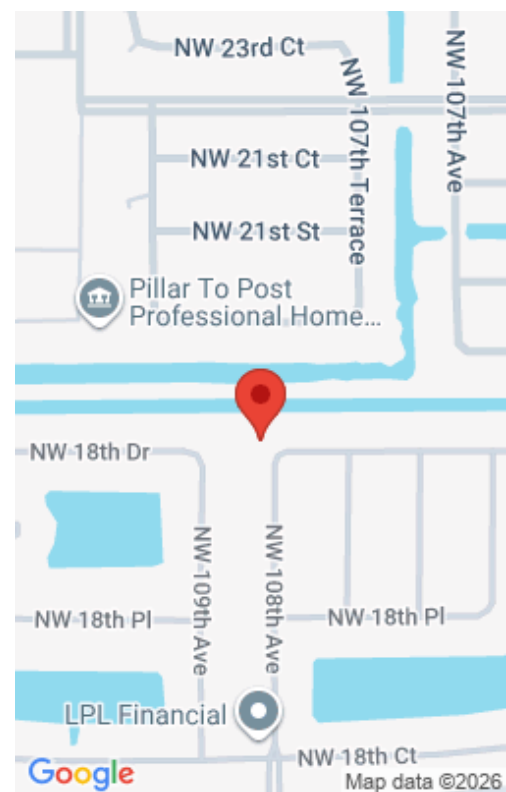 NW 23rd Ct
NW 107th Terrace
NW 107th Ave
NW 21st Ct
NW 21st St
Pillar To Post
Professional Home...
NW 18th Dr
NW 109th Ave
NW 108th Ave
NW 18th Pl
NW 18th Pl
LPL Financial
NW 18th Ct
Google
Map data ©2026